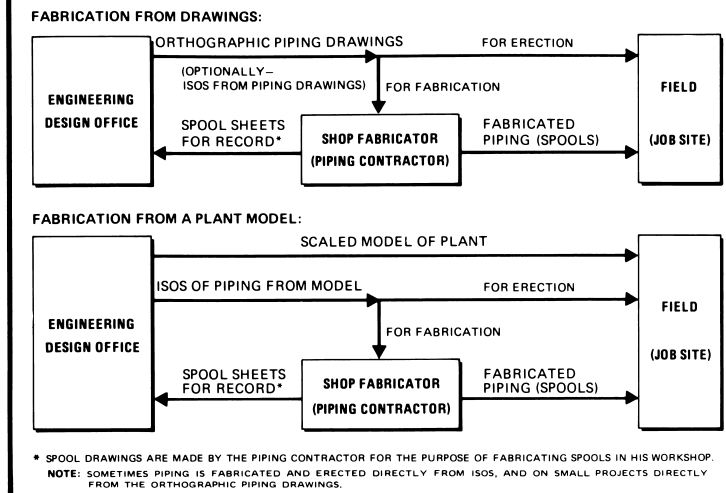 FABRICATION FROM DRAWINGS:
ORTHOGRAPHIC PIPING DRAWINGS
FOR ERECTION
(OPTIONALLY—
ISOS FROM PIPING DRAWINGS)
FOR FABRICATION
ENGINEERING
DESIGN OFFICE
FIELD
(JOB SITE)
SPOOL SHEETS
FOR RECORD*
SHOP FABRICATOR
(PIPING CONTRACTOR)
FABRICATED
PIPING (SPOOLS)
FABRICATION FROM A PLANT MODEL:
SCALED MODEL OF PLANT
ISOS OF PIPING FROM MODEL
FOR ERECTION
FOR FABRICATION
ENGINEERING
DESIGN OFFICE
FIELD
(JOB SITE)
SPOOL SHEETS
FOR RECORD*
SHOP FABRICATOR
(PIPING CONTRACTOR)
FABRICATED
PIPING (SPOOLS)
* SPOOL DRAWINGS ARE MADE BY THE PIPING CONTRACTOR FOR THE PURPOSE OF FABRICATING SPOOLS IN HIS WORKSHOP.
NOTE: SOMETIMES PIPING IS FABRICATED AND ERECTED DIRECTLY FROM ISOS, AND ON SMALL PROJECTS DIRECTLY
FROM THE ORTHOGRAPHIC PIPING DRAWINGS.